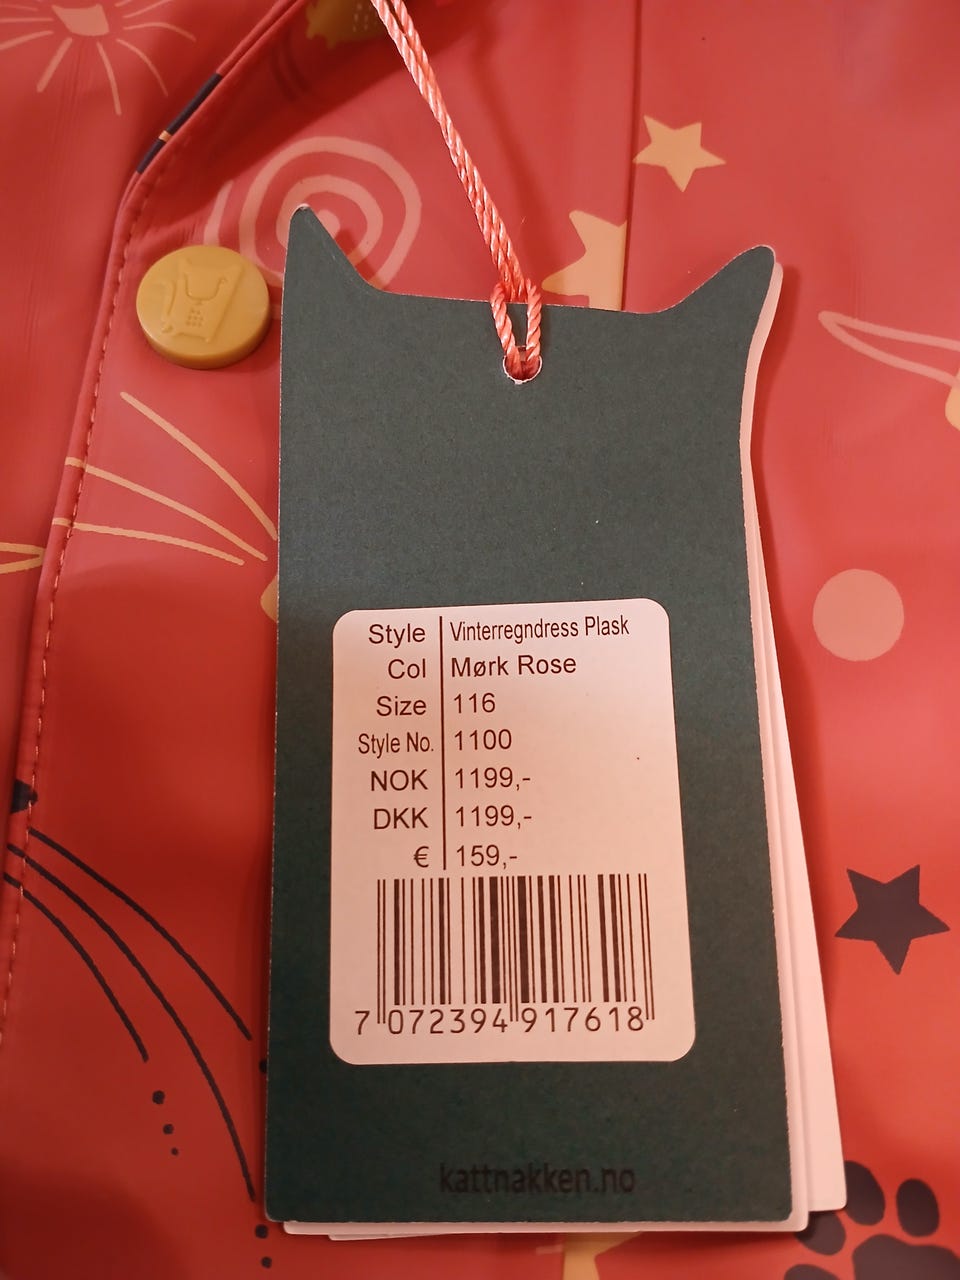 Style Vinterregndress Plask
Col Mørk Rose
Size 116
Style No. 1100
NOK 1199,-
DKK 1199,-
€ 159,-
7 072394 917618
kattnakken.no